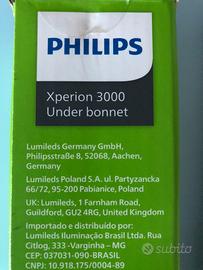 PHILIPS
Xperion 3000
Under bonnet
Lumileds Germany GmbH,
Philipsstraße 8, 52068, Aachen,
Germany
Lumileds Poland S.A. ul. Partyzancka
66/72, 95-200 Pabianice, Poland
UK: Lumileds, 1 Farnham Road,
Guildford, GU2 4RG, United Kingdom
Importado e distribuído por:
Lumileds Iluminação Brasil Ltda. Rua
Citlog, 333 -Varginha – MG
CEP: 037031-090-BRASIL
CNPJ: 10.918.175/0004-89
subito